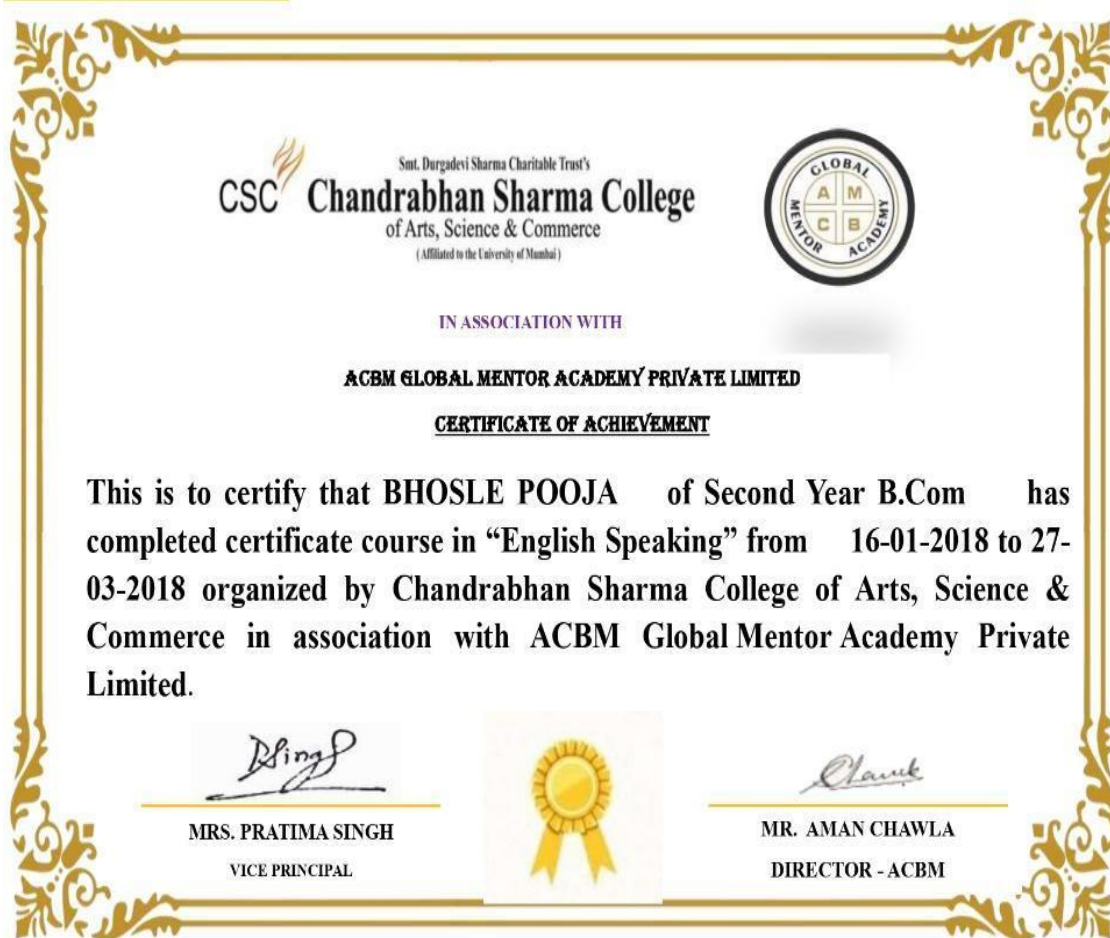 Smt. Durgadevi Sharma Charitable Trust's
CSC Chandrabhan Sharma College
of Arts, Science & Commerce
(Affiliated to the University of Mumbai)
GLOBAL
MENTOR ACADEMY
A M
C B
IN ASSOCIATION WITH
ACBM GLOBAL MENTOR ACADEMY PRIVATE LIMITED
CERTIFICATE OF ACHIEVEMENT
This is to certify that BHOSLE POOJA of Second Year B.Com has
completed certificate course in “English Speaking” from 16-01-2018 to 27-
03-2018 organized by Chandrabhan Sharma College of Arts, Science &
Commerce in association with ACBM Global Mentor Academy Private
Limited.
MRS. PRATIMA SINGH
VICE PRINCIPAL
MR. AMAN CHAWLA
DIRECTOR - ACBM